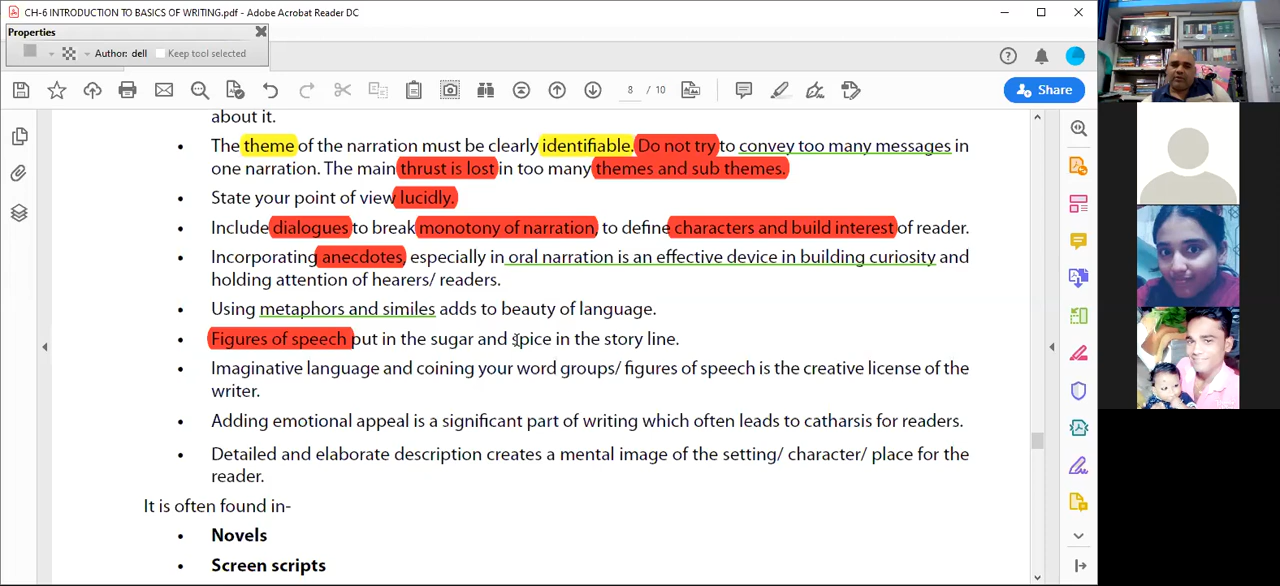 CH-6 INTRODUCTION TO BASICS OF WRITING.pdf - Adobe Acrobat Reader DC
Properties
Author: dell
Keep tool selected
8 / 10
Share
about it.
• The theme of the narration must be clearly identifiable. Do not try to convey too many messages in
one narration. The main thrust is lost in too many themes and sub themes.
• State your point of view lucidly.
• Include dialogues to break monotony of narration, to define characters and build interest of reader.
• Incorporating anecdotes, especially in oral narration is an effective device in building curiosity and
holding attention of hearers/ readers.
• Using metaphors and similes adds to beauty of language.
• Figures of speech put in the sugar and spice in the story line.
• Imaginative language and coining your word groups/ figures of speech is the creative license of the
writer.
• Adding emotional appeal is a significant part of writing which often leads to catharsis for readers.
• Detailed and elaborate description creates a mental image of the setting/ character/ place for the
reader.
It is often found in-
• Novels
• Screen scripts